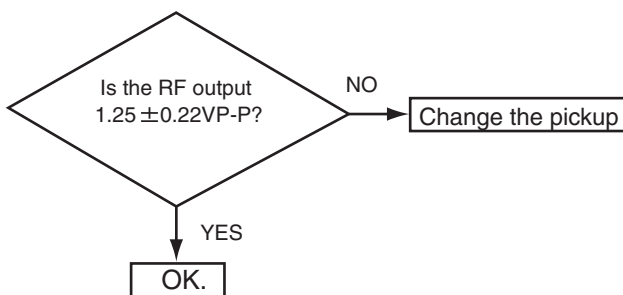 Is the RF output
1.25±0.22VP-P?
NO
Change the pickup
YES
OK.